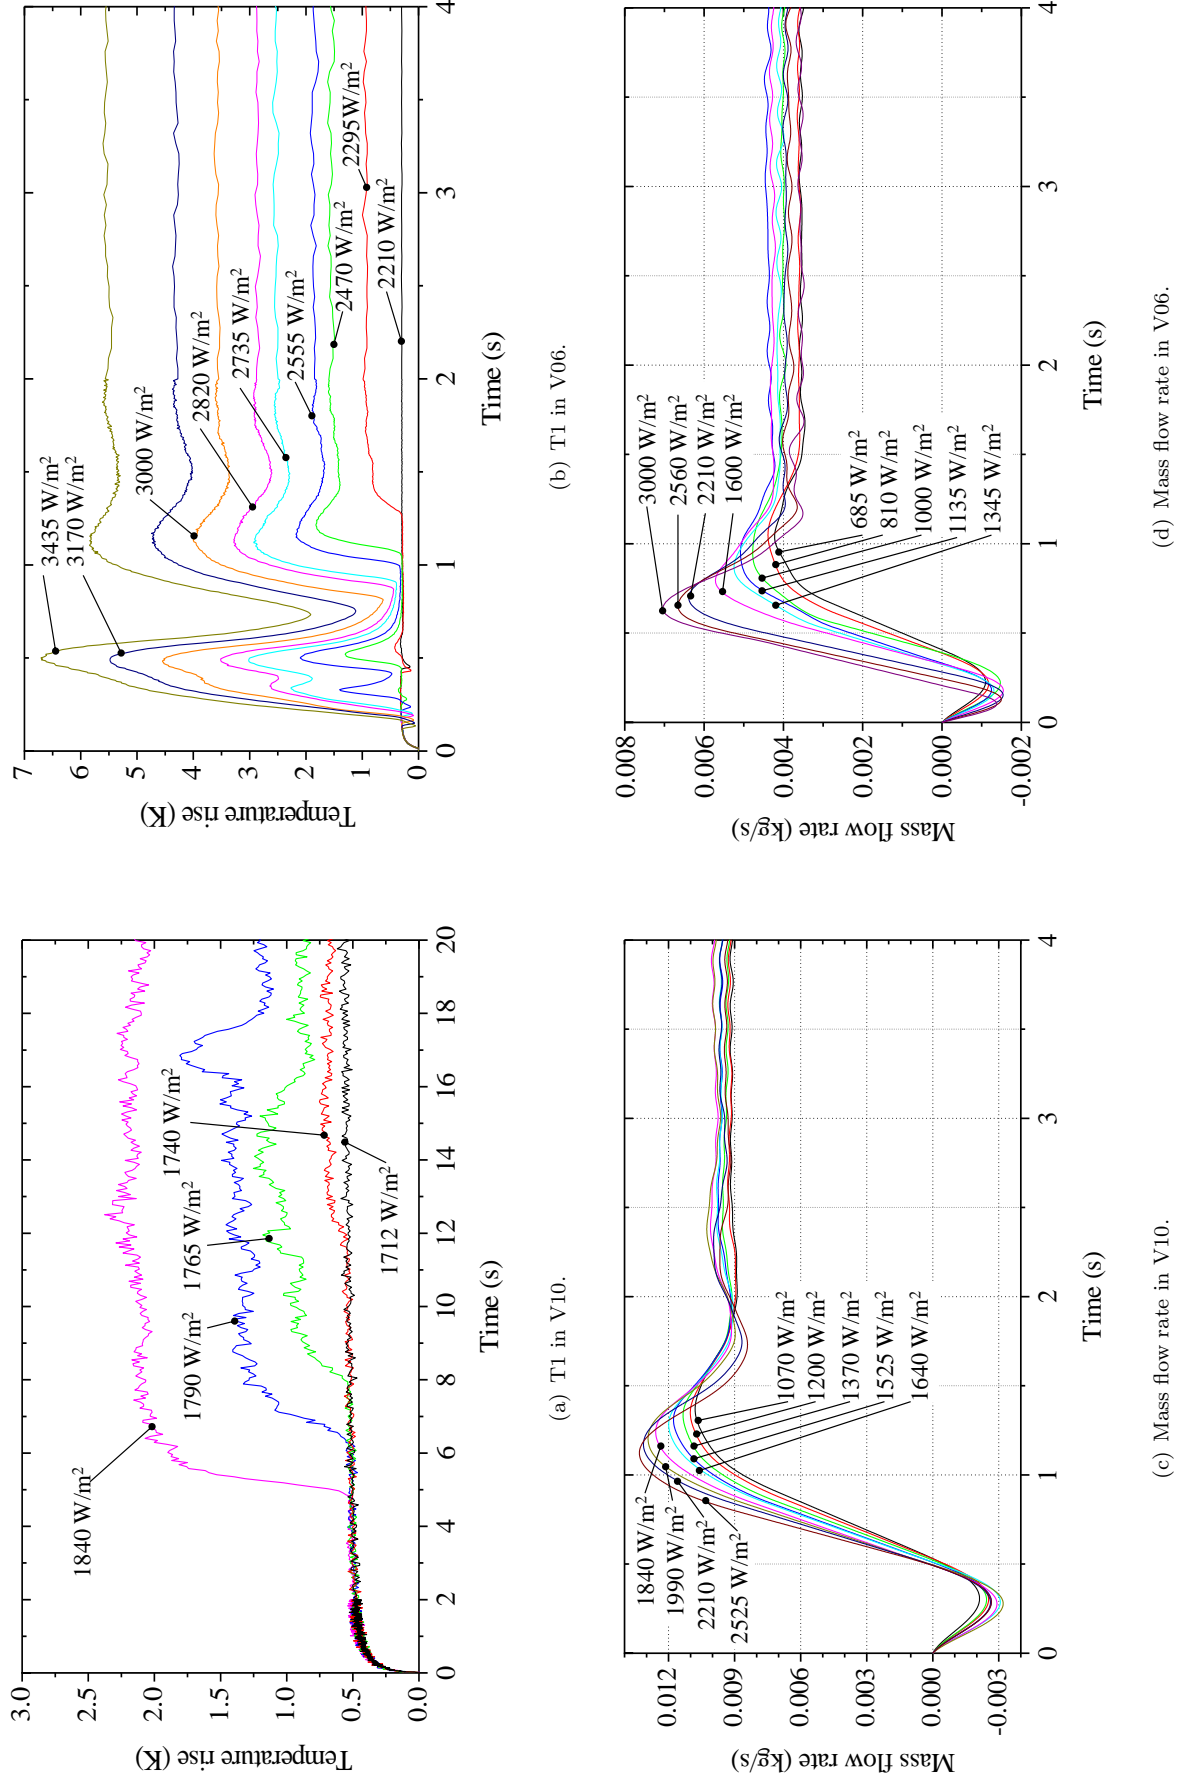 3.0
2.5
2.0
1.5
1.0
0.5
0.0
0
2
4
6
8
10
12
14
16
18
20
Temperature rise (K)
Time (s)
1840 W/m²
1790 W/m²
1765 W/m²
1740 W/m²
1712 W/m²
(a) T1 in V10.
7
6
5
4
3
2
1
0
0
1
2
3
4
Temperature rise (K)
Time (s)
3435 W/m²
3170 W/m²
3000 W/m²
2820 W/m²
2735 W/m²
2555 W/m²
2470 W/m²
2295W/m²
2210 W/m²
(b) T1 in V06.
0.012
0.009
0.006
0.003
0.000
-0.003
0
1
2
3
4
Mass flow rate (kg/s)
Time (s)
1840 W/m²
1990 W/m²
2210 W/m²
2525 W/m²
1070 W/m²
1200 W/m²
1370 W/m²
1525 W/m²
1640 W/m²
(c) Mass flow rate in V10.
0.008
0.006
0.004
0.002
0.000
-0.002
0
1
2
3
4
Mass flow rate (kg/s)
Time (s)
3000 W/m²
2560 W/m²
2210 W/m²
1600 W/m²
685 W/m²
810 W/m²
1000 W/m²
1135 W/m²
1345 W/m²
(d) Mass flow rate in V06.